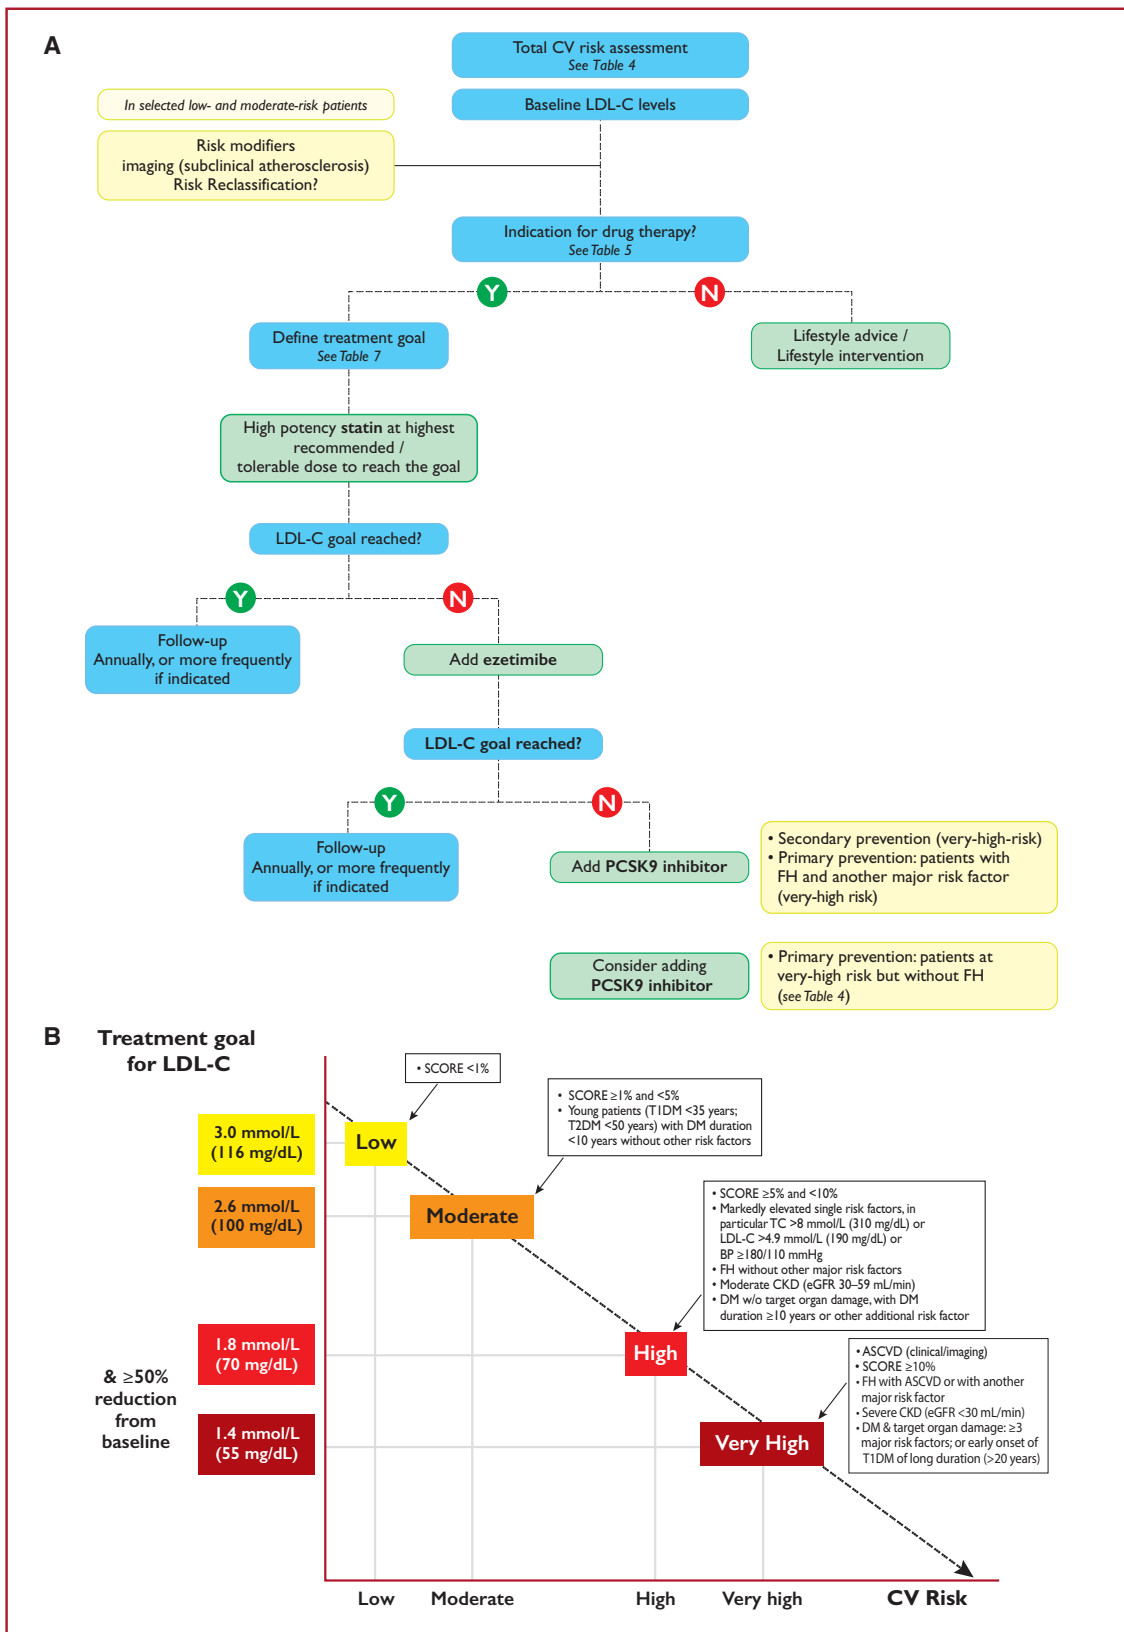 A
Total CV risk assessment
See Table 4
In selected low- and moderate-risk patients
Baseline LDL-C levels
Risk modifiers
imaging (subclinical atherosclerosis)
Risk Reclassification?
Indication for drug therapy?
See Table 5
Y
N
Define treatment goal
See Table 7
Lifestyle advice /
Lifestyle intervention
High potency statin at highest
recommended /
tolerable dose to reach the goal
LDL-C goal reached?
Y
N
Follow-up
Annually, or more frequently
if indicated
Add ezetimibe
LDL-C goal reached?
Y
N
Follow-up
Annually, or more frequently
if indicated
Add PCSK9 inhibitor
• Secondary prevention (very-high-risk)
• Primary prevention: patients with
FH and another major risk factor
(very-high risk)
Consider adding
PCSK9 inhibitor
• Primary prevention: patients at
very-high risk but without FH
(see Table 4)
B
Treatment goal
for LDL-C
• SCORE <1%
• SCORE ≥1% and <5%
• Young patients (T1DM <35 years;
T2DM <50 years) with DM duration
<10 years without other risk factors
3.0 mmol/L
(116 mg/dL)
Low
2.6 mmol/L
(100 mg/dL)
Moderate
• SCORE ≥5% and <10%
• Markedly elevated single risk factors, in
particular TC >8 mmol/L (310 mg/dL) or
LDL-C >4.9 mmol/L (190 mg/dL) or
BP ≥180/110 mmHg
• FH without other major risk factors
• Moderate CKD (eGFR 30–59 mL/min)
• DM w/o target organ damage, with DM
duration ≥10 years or other additional risk factor
1.8 mmol/L
(70 mg/dL)
High
• ASCVD (clinical/imaging)
• SCORE ≥10%
• FH with ASCVD or with another
major risk factor
• Severe CKD (eGFR <30 mL/min)
• DM & target organ damage: ≥3
major risk factors; or early onset of
T1DM of long duration (>20 years)
& ≥50%
reduction
from
baseline
1.4 mmol/L
(55 mg/dL)
Very High
Low
Moderate
High
Very high
CV Risk